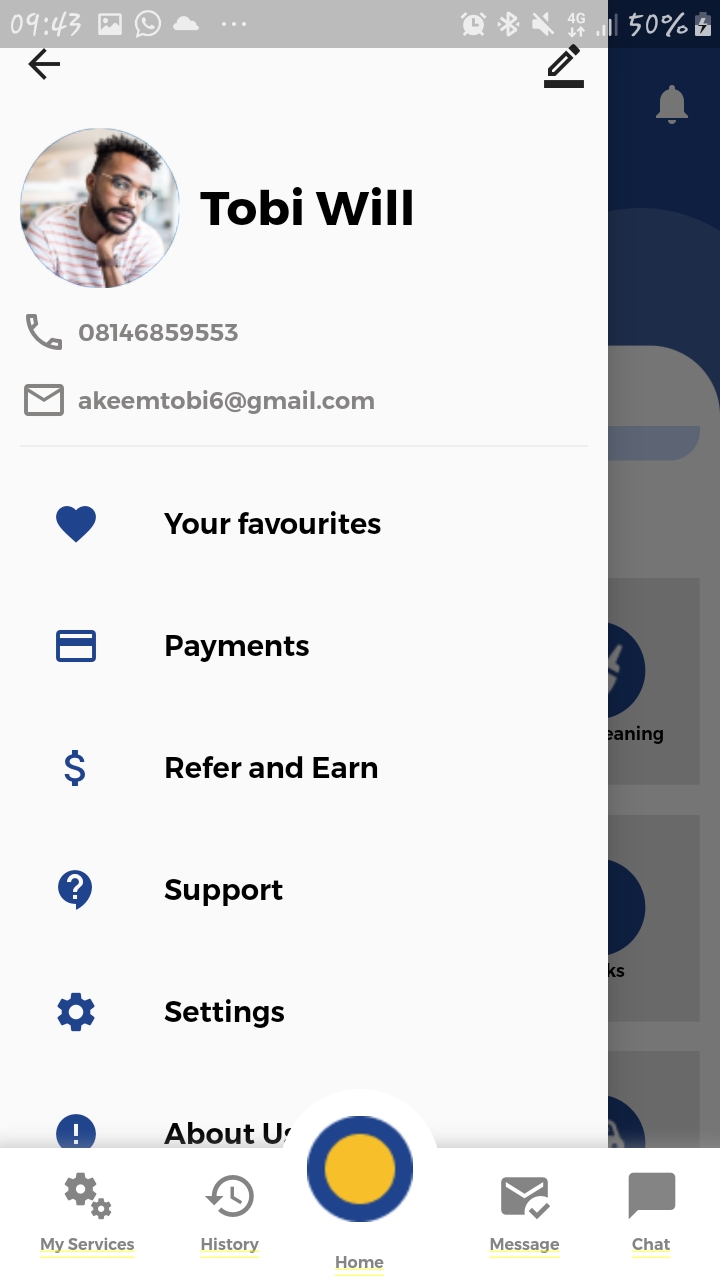 09:43 4G 50%
Tobi Will
08146859553
akeemtobi6@gmail.com
Your favourites
Payments
eaning
Refer and Earn
Support
ks
Settings
About Us
My Services History Home Message Chat